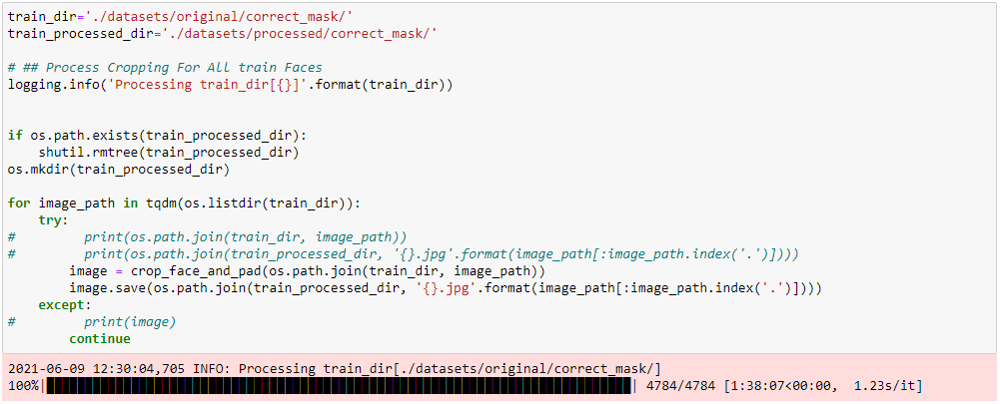 train_dir='./datasets/original/correct_mask/'
train_processed_dir='./datasets/processed/correct_mask/'
# ## Process Cropping For All train Faces
logging.info('Processing train_dir[{}]'.format(train_dir))
if os.path.exists(train_processed_dir):
    shutil.rmtree(train_processed_dir)
os.mkdir(train_processed_dir)
for image_path in tqdm(os.listdir(train_dir)):
    try:
#         print(os.path.join(train_dir, image_path))
#         print(os.path.join(train_processed_dir, '{}.jpg'.format(image_path[:image_path.index('.')])))
        image = crop_face_and_pad(os.path.join(train_dir, image_path))
        image.save(os.path.join(train_processed_dir, '{}.jpg'.format(image_path[:image_path.index('.')])))
    except:
#         print(image)
        continue
2021-06-09 12:30:04,705 INFO: Processing train_dir[./datasets/original/correct_mask/]
100%|██████████| 4784/4784 [1:38:07<00:00,  1.23s/it]